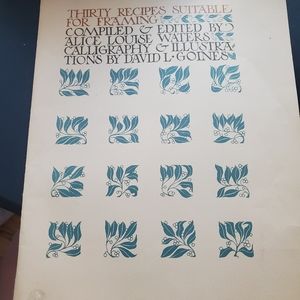 THIRTY RECIPES SUITABLE
FOR FRAMING
COMPILED & EDITED BY
ALICE LOUISE WATERS
CALLIGRAPHY & ILLUSTRA-
TIONS BY DAVID L · GOINES